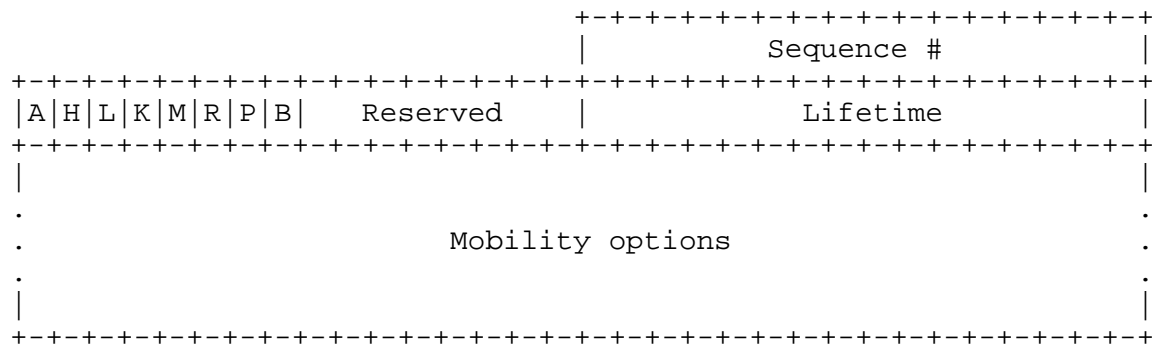 Sequence #
|A|H|L|K|M|R|P|B| Reserved | Lifetime |
Mobility options